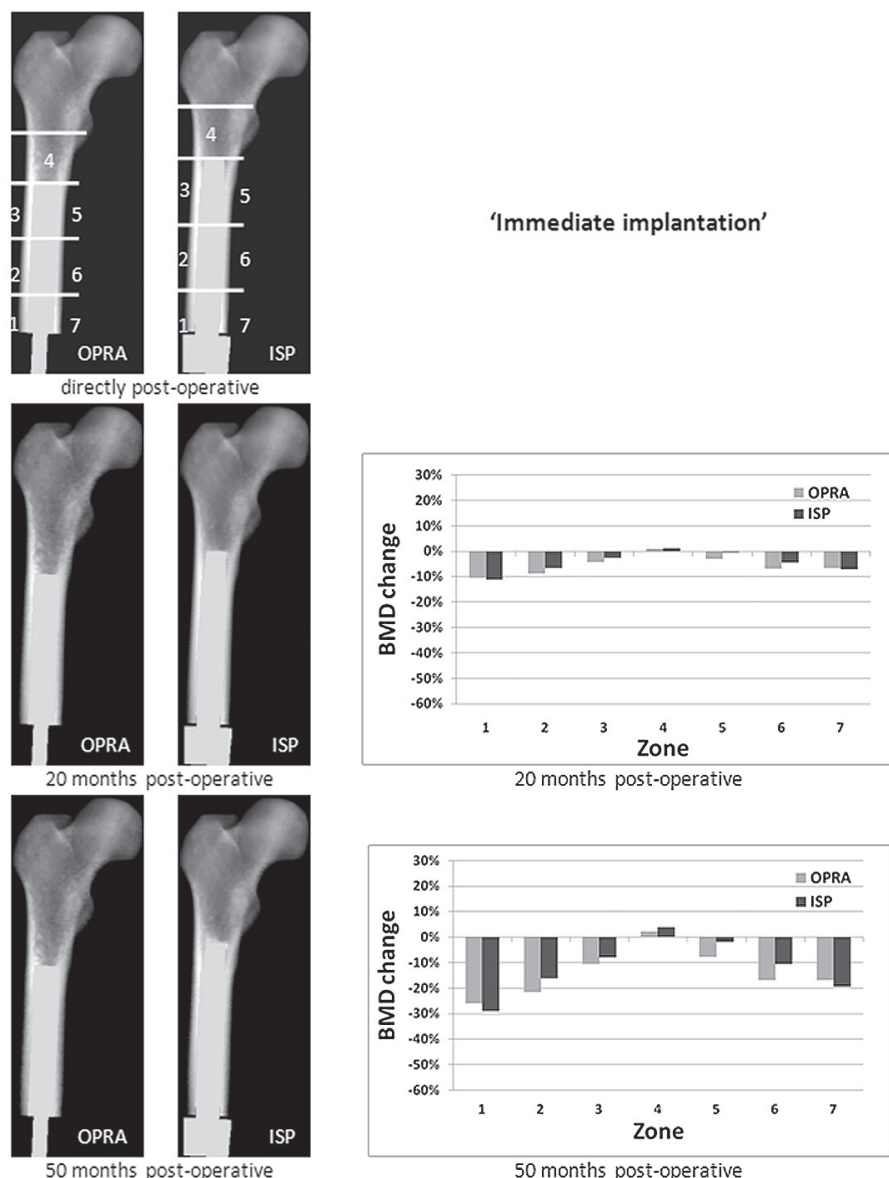 4
3 5
2 6
1 7
OPRA
4
3 5
2 6
1 7
ISP
directly post-operative
'Immediate implantation'
OPRA
ISP
20 months post-operative
30%
20%
10%
0%
-10%
-20%
-30%
-40%
-50%
-60%
BMD change
OPRA
ISP
1 2 3 4 5 6 7
Zone
20 months post-operative
OPRA
ISP
50 months post-operative
30%
20%
10%
0%
-10%
-20%
-30%
-40%
-50%
-60%
BMD change
OPRA
ISP
1 2 3 4 5 6 7
Zone
50 months post-operative